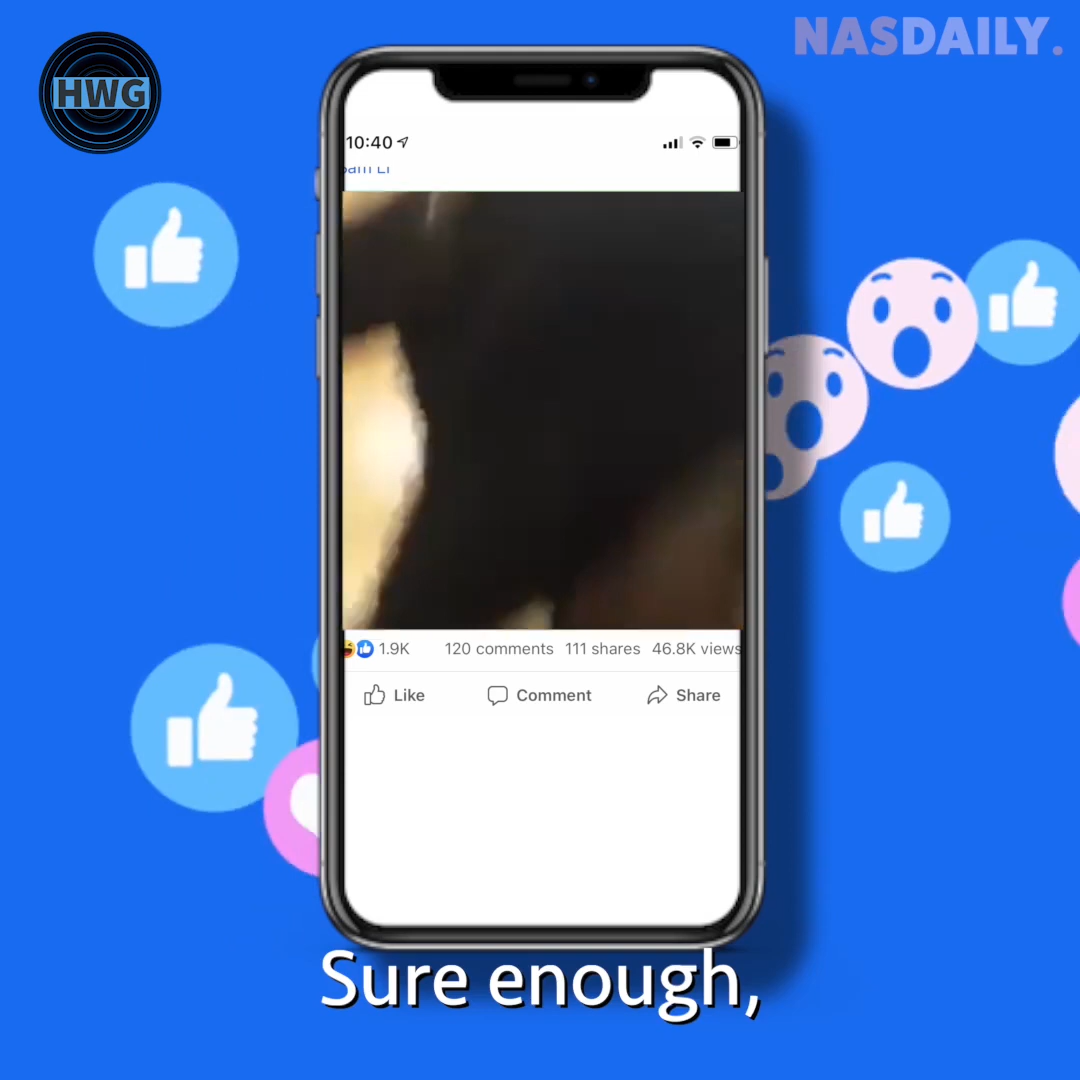 HWG
NASDAILY.
10:40
1.9K 120 comments 111 shares 46.8K views
Like Comment Share
Sure enough,